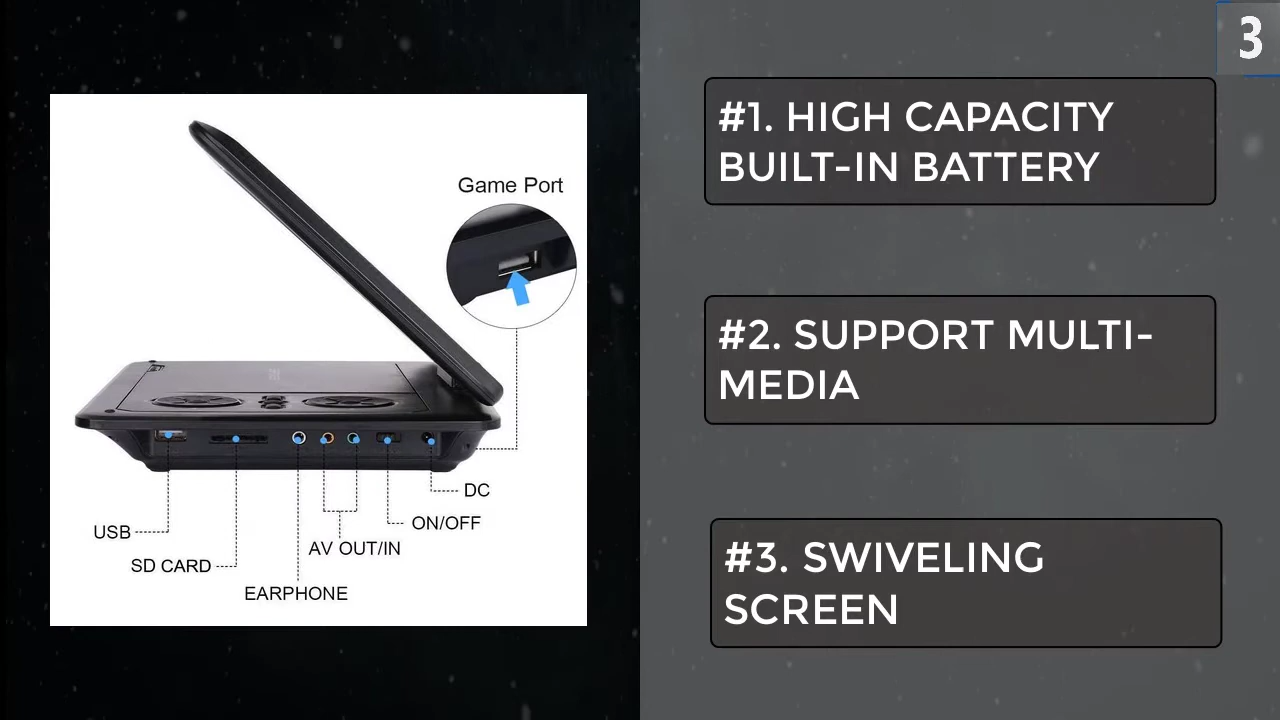 3
#1. HIGH CAPACITY
BUILT-IN BATTERY
Game Port
#2. SUPPORT MULTI-
MEDIA
DC
USB
ON/OFF
AV OUT/IN
SD CARD
EARPHONE
#3. SWIVELING
SCREEN